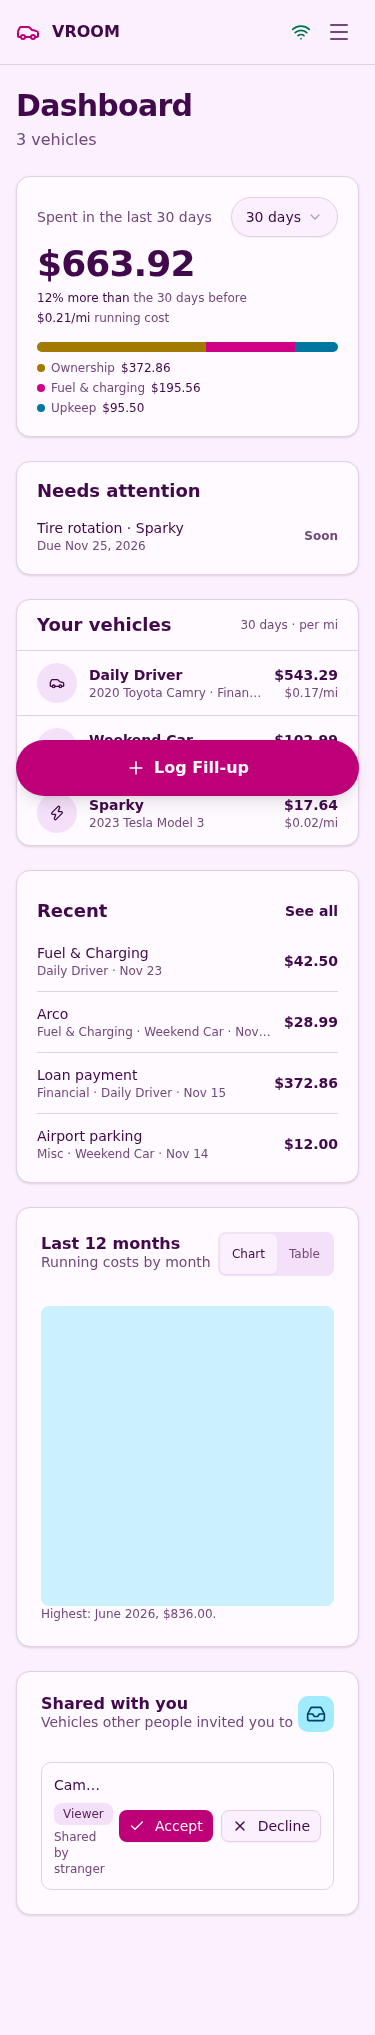 VROOM
Dashboard
3 vehicles
Spent in the last 30 days
30 days
$663.92
12% more than the 30 days before
$0.21/mi running cost
Ownership $372.86
Fuel & charging $195.56
Upkeep $95.50
Needs attention
Tire rotation · Sparky
Due Nov 25, 2026
Soon
Your vehicles
30 days · per mi
Daily Driver
$543.29
2020 Toyota Camry · Finan…
$0.17/mi
Weekend Car
$102.99
Log Fill-up
Sparky
$17.64
2023 Tesla Model 3
$0.02/mi
Recent
See all
Fuel & Charging
Daily Driver · Nov 23
$42.50
Arco
Fuel & Charging · Weekend Car · Nov…
$28.99
Loan payment
Financial · Daily Driver · Nov 15
$372.86
Airport parking
Misc · Weekend Car · Nov 14
$12.00
Last 12 months
Running costs by month
Chart
Table
Highest: June 2026, $836.00.
Shared with you
Vehicles other people invited you to
Cam…
Viewer
Shared
by
stranger
Accept
Decline